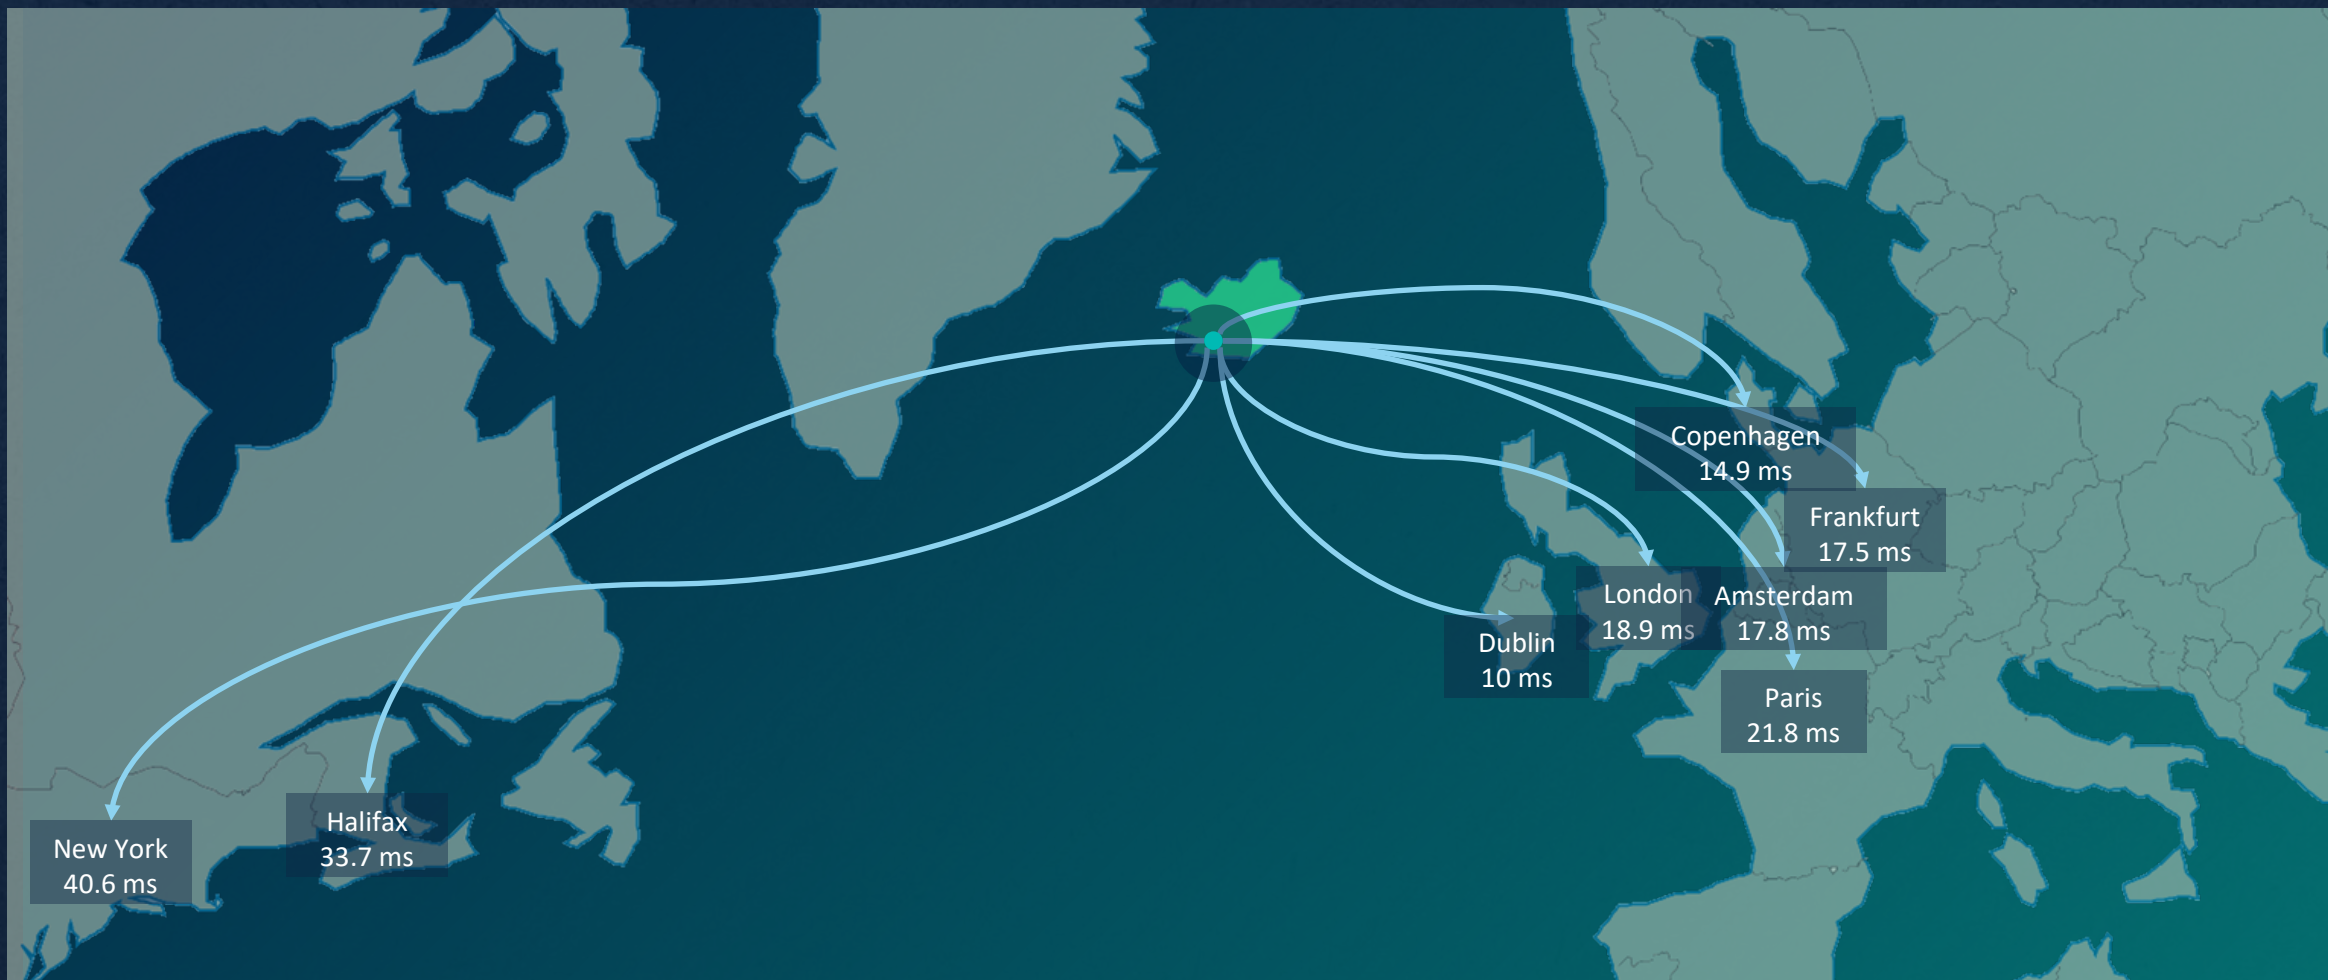 Copenhagen
14.9 ms
Frankfurt
17.5 ms
London
18.9 ms
Amsterdam
17.8 ms
Dublin
10 ms
Paris
21.8 ms
Halifax
33.7 ms
New York
40.6 ms